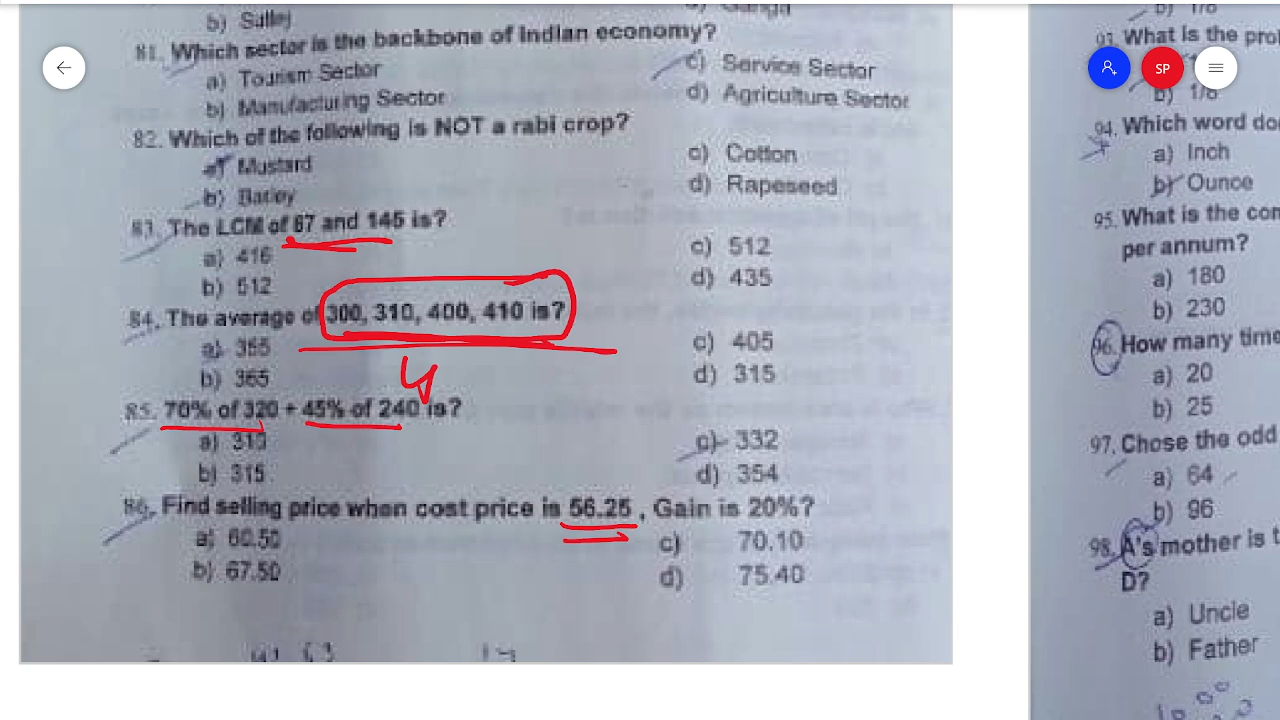 b) Sutlej
Ganga
81. Which sector is the backbone of Indian economy?
a) Tourism Sector
c) Service Sector
b) Manufacturing Sector
d) Agriculture Sector
82. Which of the following is NOT a rabi crop?
a) Mustard
c) Cotton
b) Barley
d) Rapeseed
83. The LCM of 87 and 145 is?
a) 416
c) 512
b) 512
d) 435
84. The average of 300, 310, 400, 410 is?
a) 355
c) 405
b) 365
d) 315
4
85. 70% of 320 + 45% of 240 is?
a) 313
c) 332
b) 315
d) 354
86. Find selling price when cost price is 56.25, Gain is 20%?
a) 60.50
c) 70.10
b) 67.50
d) 75.40
b) 1/6
93. What is the
SP
b) 1/8
94. Which word
a) Inch
b) Ounce
95. What is the
per annum?
a) 180
b) 230
96. How many time
a) 20
b) 25
97. Chose the odd
a) 64
b) 96
98. A's mother is
D?
a) Uncle
b) Father